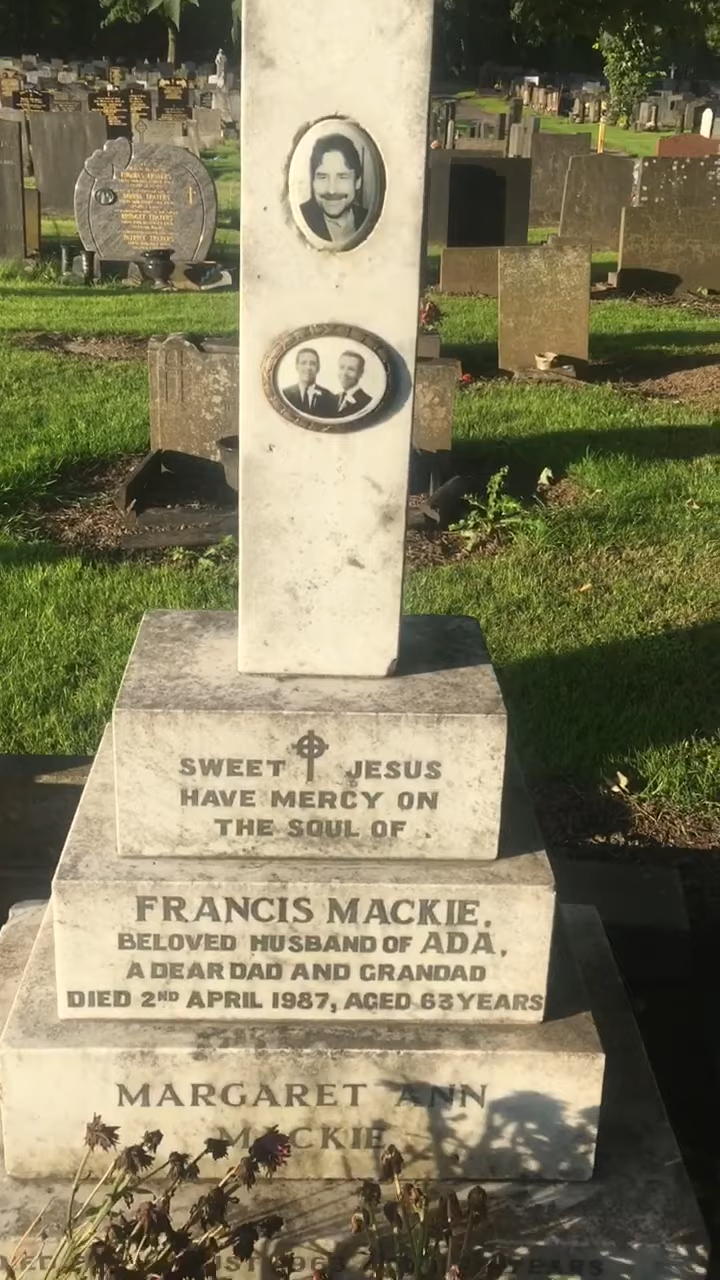 SWEET JESUS
HAVE MERCY ON
THE SOUL OF
FRANCIS MACKIE.
BELOVED HUSBAND OF ADA.
A DEAR DAD AND GRANDAD
DIED 2ND APRIL 1987, AGED 63 YEARS
MARGARET ANN
MACKIE
YEARS